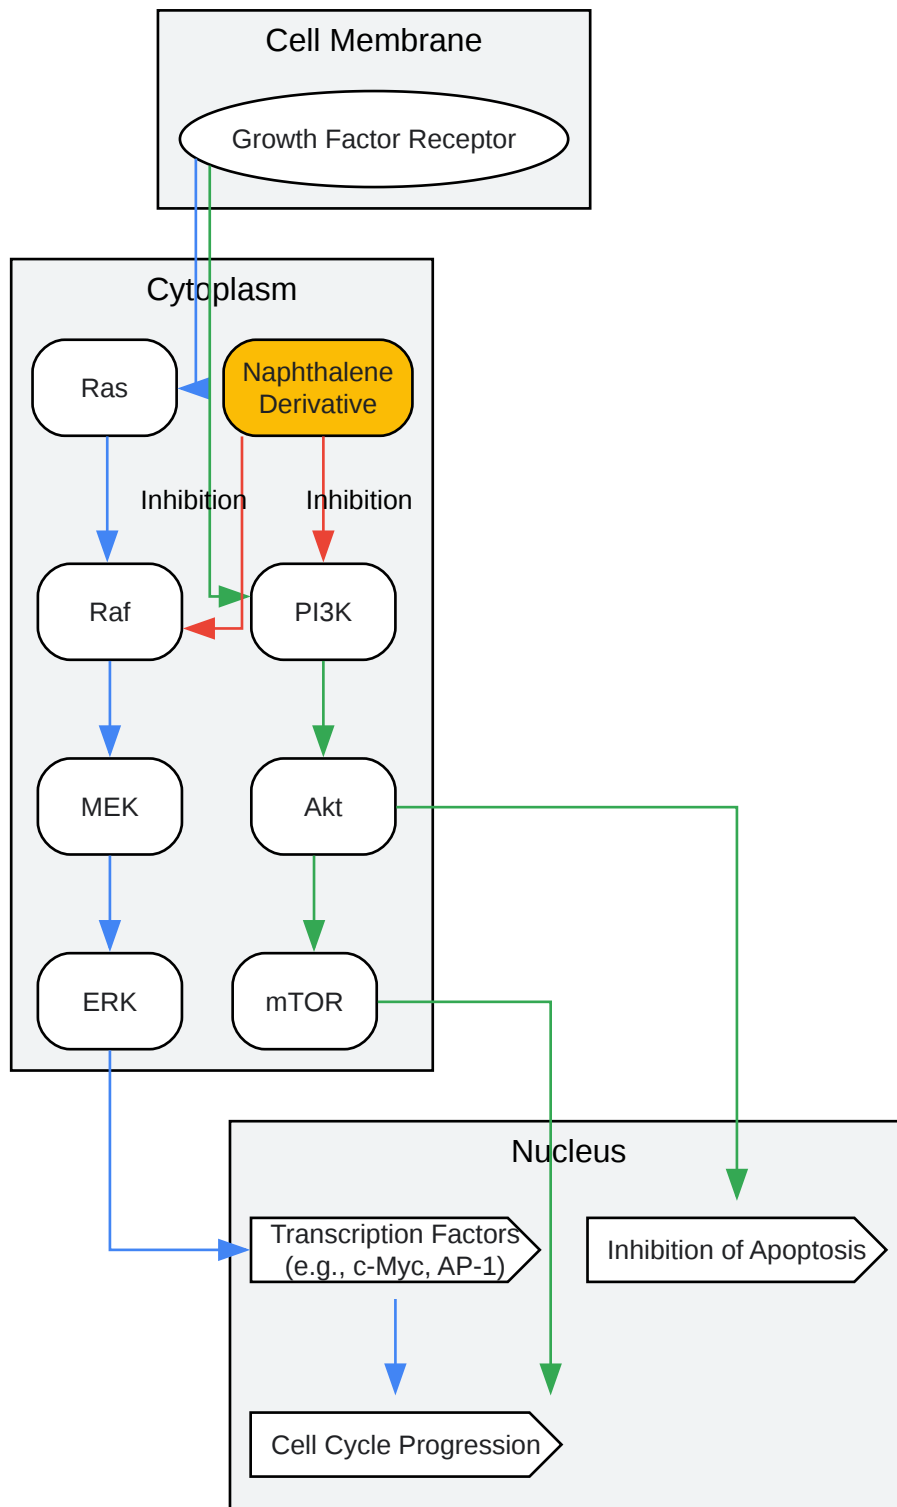 Cell Membrane
Growth Factor Receptor
Cytoplasm
Ras
Naphthalene
Derivative
Inhibition
Inhibition
Raf
PI3K
MEK
Akt
ERK
mTOR
Nucleus
Transcription Factors
(e.g., c-Myc, AP-1)
Inhibition of Apoptosis
Cell Cycle Progression